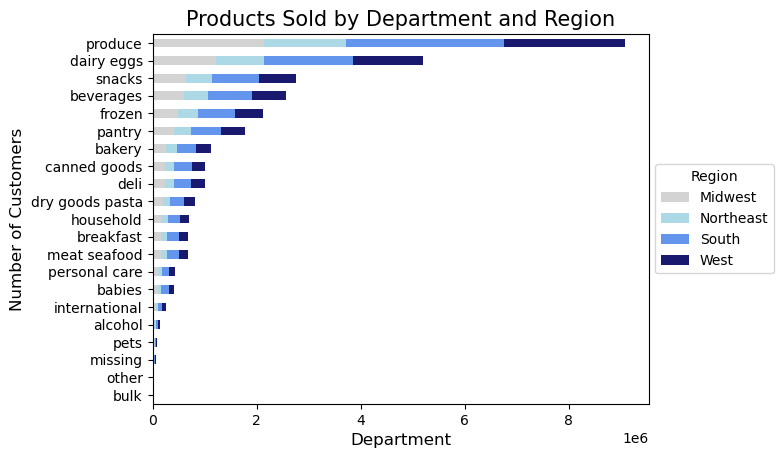 Products Sold by Department and Region
Number of Customers
produce
dairy eggs
snacks
beverages
frozen
pantry
bakery
canned goods
deli
dry goods pasta
household
breakfast
meat seafood
personal care
babies
international
alcohol
pets
missing
other
bulk
0 2 4 6 8
1e6
Department
Region
Midwest
Northeast
South
West